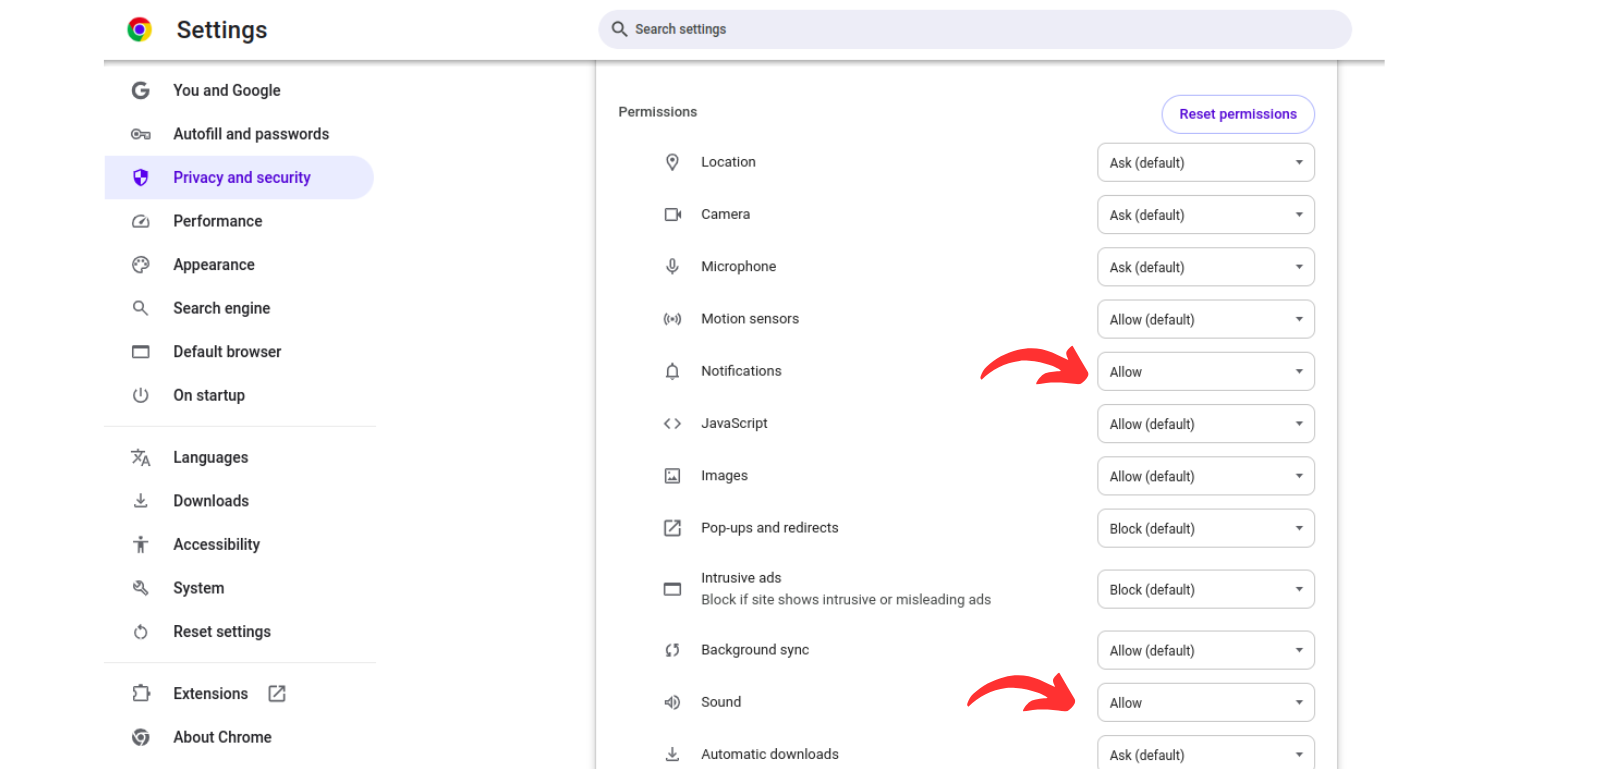 Settings
Search settings
You and Google
Autofill and passwords
Privacy and security
Performance
Appearance
Search engine
Default browser
On startup
Languages
Downloads
Accessibility
System
Reset settings
Extensions
About Chrome
Permissions
Reset permissions
Location
Ask (default)
Camera
Ask (default)
Microphone
Ask (default)
Motion sensors
Allow (default)
Notifications
Allow
JavaScript
Allow (default)
Images
Allow (default)
Pop-ups and redirects
Block (default)
Intrusive ads
Block if site shows intrusive or misleading ads
Block (default)
Background sync
Allow (default)
Sound
Allow
Automatic downloads
Ask (default)